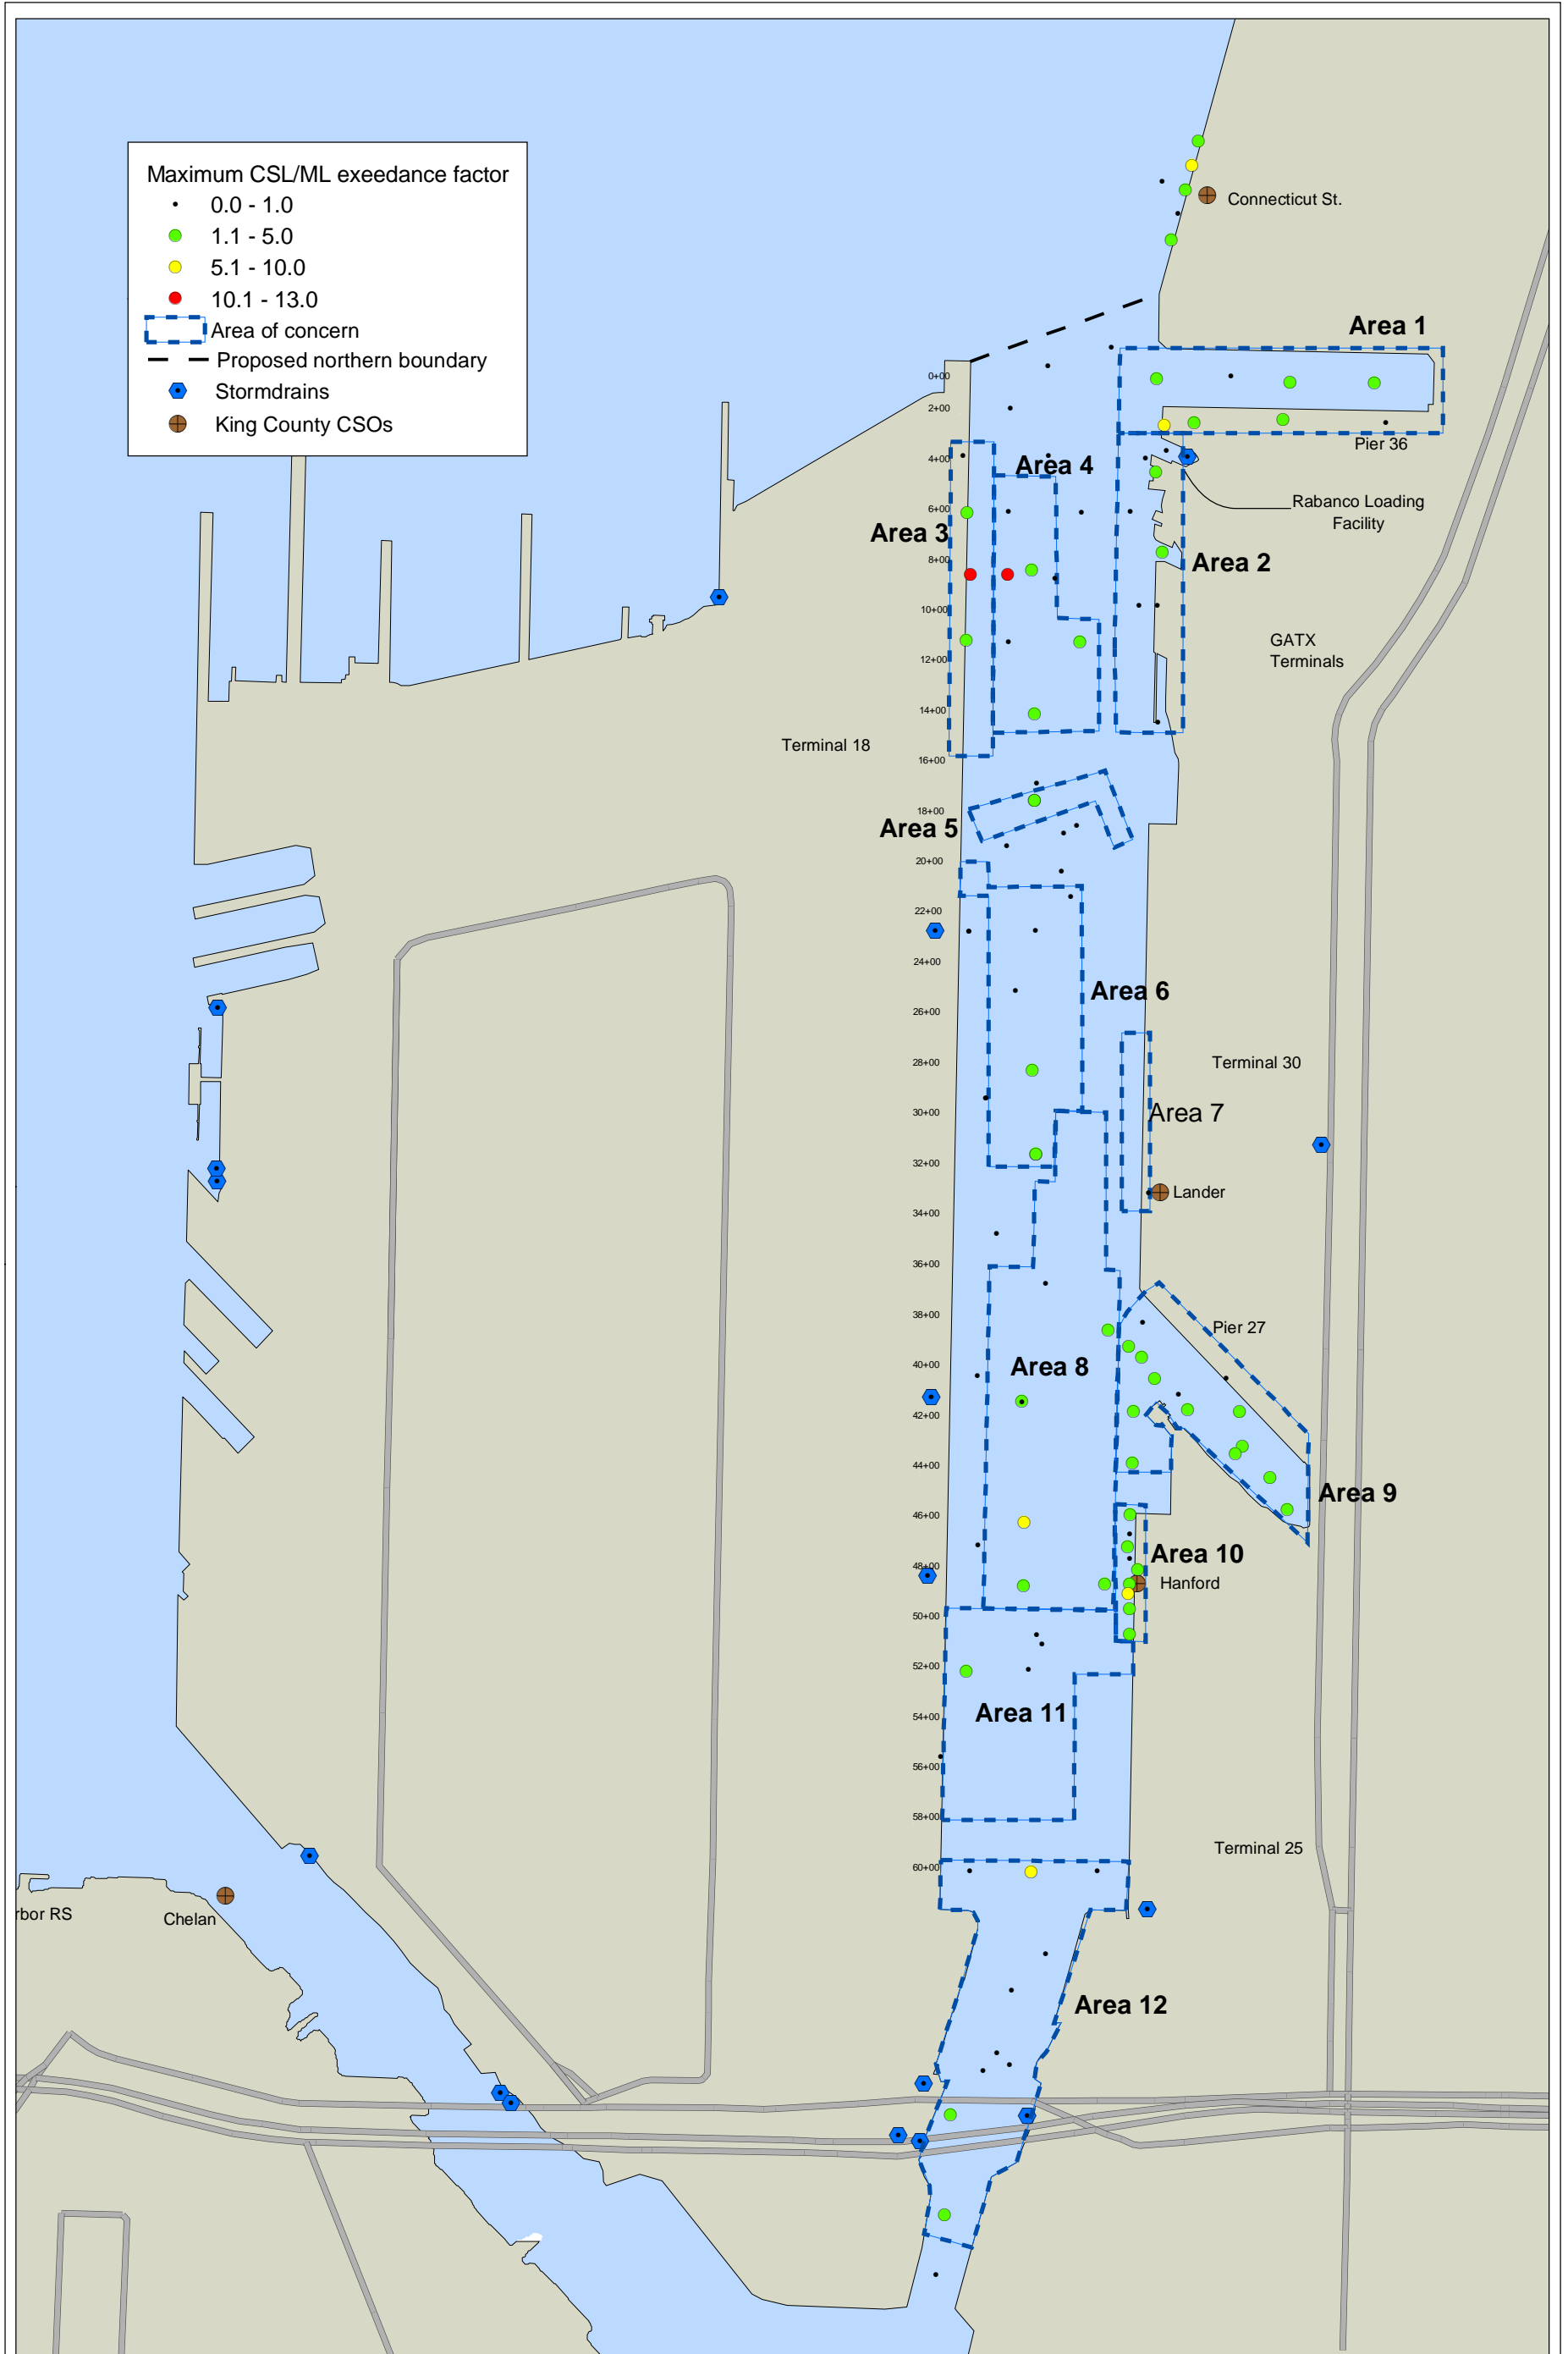 Maximum CSL/ML exeedance factor
0.0 - 1.0
1.1 - 5.0
5.1 - 10.0
10.1 - 13.0
Area of concern
Proposed northern boundary
Stormdrains
King County CSOs
Connecticut St.
Area 1
0+00
2+00
Pier 36
4+00
Area 4
Rabanco Loading
Facility
6+00
Area 3
8+00
Area 2
10+00
GATX
Terminals
12+00
14+00
Terminal 18
16+00
18+00
Area 5
20+00
22+00
24+00
Area 6
26+00
28+00
Terminal 30
30+00
Area 7
32+00
Lander
34+00
36+00
38+00
Pier 27
40+00
Area 8
42+00
44+00
Area 9
46+00
Area 10
48+00
Hanford
50+00
52+00
Area 11
54+00
56+00
58+00
Terminal 25
60+00
rbor RS
Chelan
Area 12